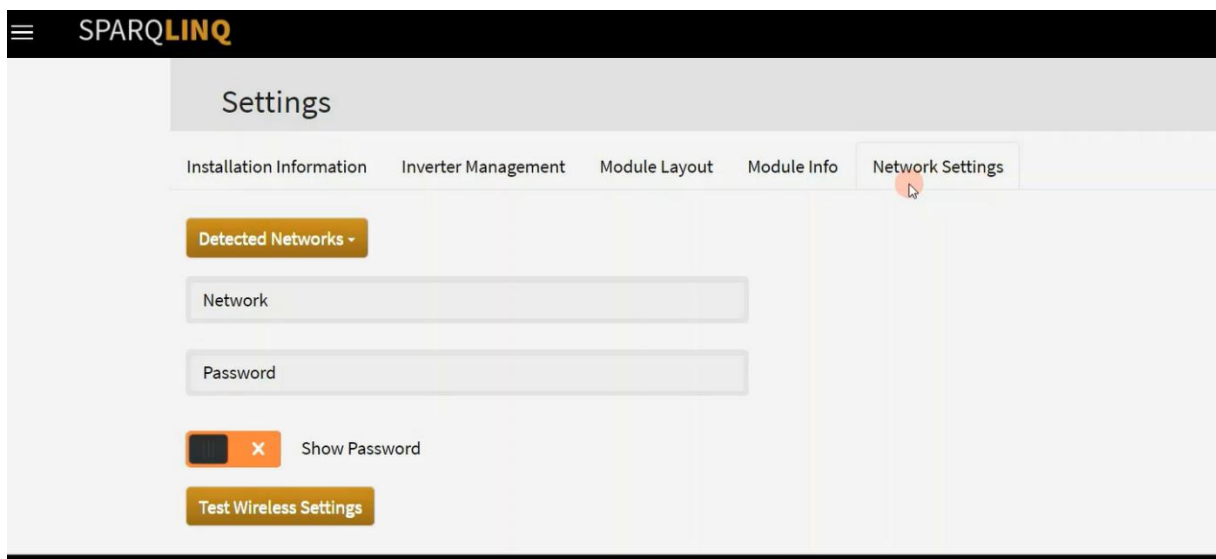 SPARQLINQ
Settings
Installation Information Inverter Management Module Layout Module Info Network Settings
Detected Networks
Network
Password
Show Password
Test Wireless Settings